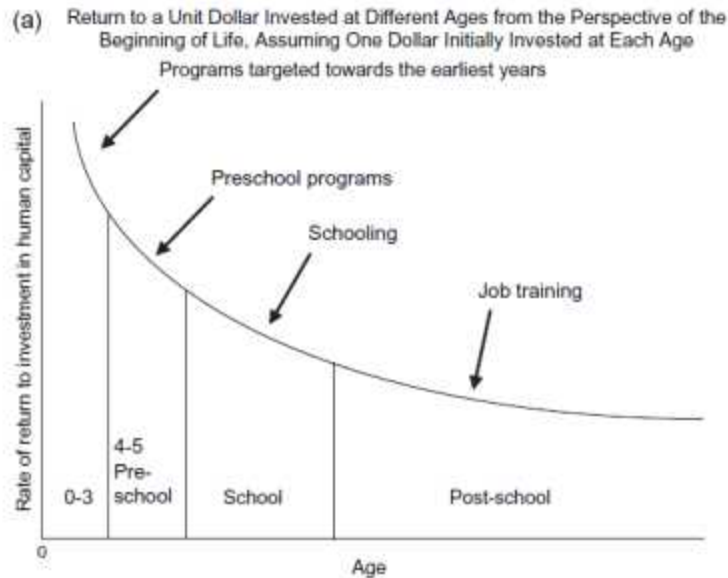 (a) Return to a Unit Dollar Invested at Different Ages from the Perspective of the
Beginning of Life, Assuming One Dollar Initially Invested at Each Age
Programs targeted towards the earliest years
Rate of return to investment in human capital
Preschool programs
Schooling
Job training
0-3
4-5
Pre-
school
School
Post-school
0
Age